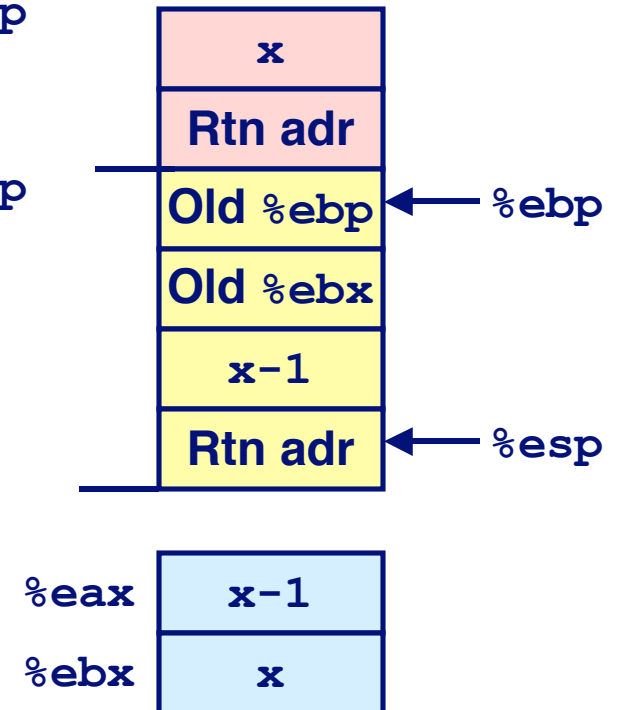 p
x
Rtn adr
p
Old %ebp
%ebp
Old %ebx
x-1
Rtn adr
%esp
%eax
x-1
%ebx
x